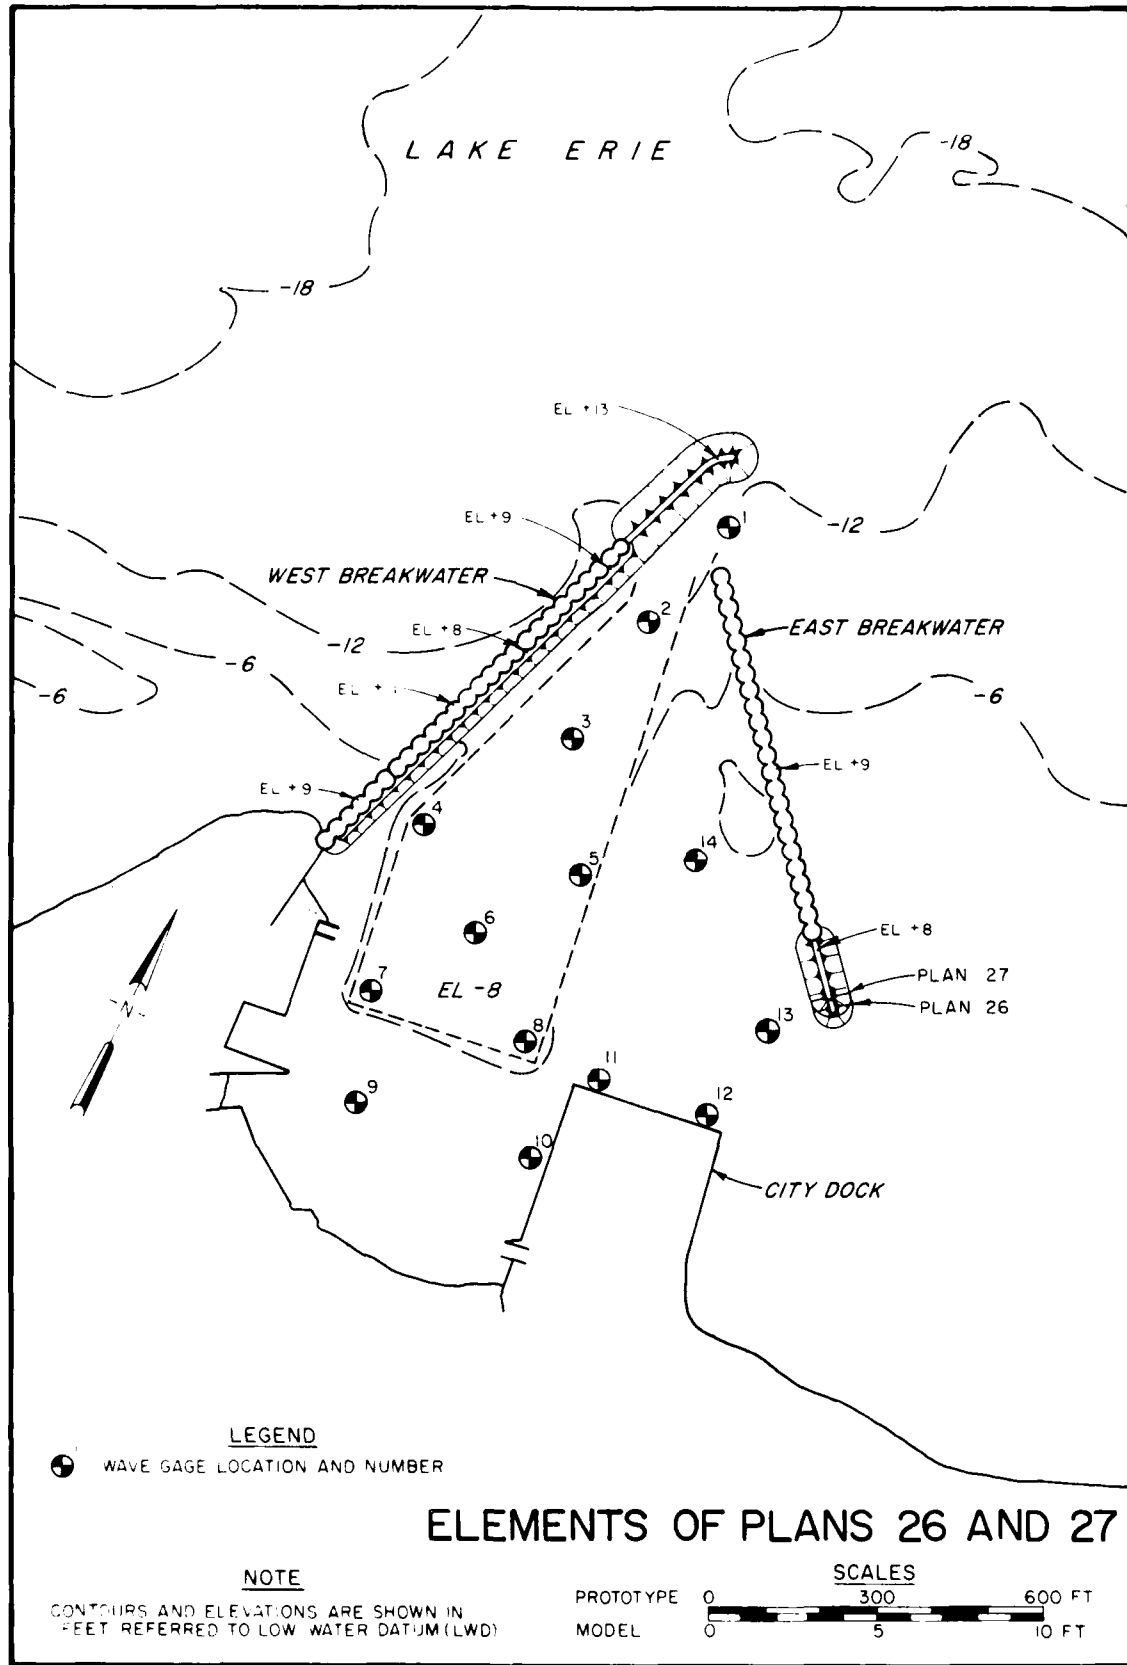 LAKE ERIE
-18
-18
EL +13
EL +9
-12
WEST BREAKWATER
1
2
EL +8
EAST BREAKWATER
-12
-6
-6
-6
EL +
3
EL +9
EL +9
4
14
5
6
EL +8
7
EL -8
PLAN 27
PLAN 26
N
8
13
11
9
12
10
CITY DOCK
LEGEND
WAVE GAGE LOCATION AND NUMBER
ELEMENTS OF PLANS 26 AND 27
NOTE
CONTOURS AND ELEVATIONS ARE SHOWN IN
FEET REFERRED TO LOW WATER DATUM (LWD)
SCALES
PROTOTYPE 0 300 600 FT
MODEL 0 5 10 FT